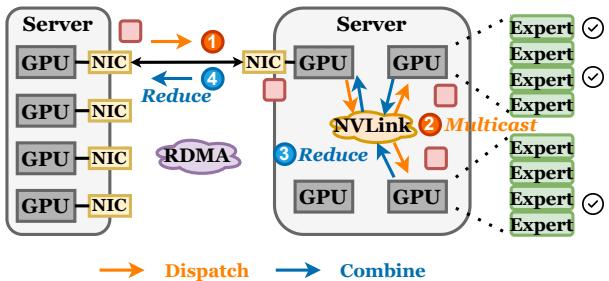 Server
Server
GPU NIC
1
NIC GPU
GPU
4
Reduce
GPU NIC
GPU NIC
GPU NIC
RDMA
NVLink
2 Multicast
3 Reduce
GPU
GPU
Expert
Expert
Expert
Expert
Expert
Expert
Expert
Expert
Dispatch
Combine